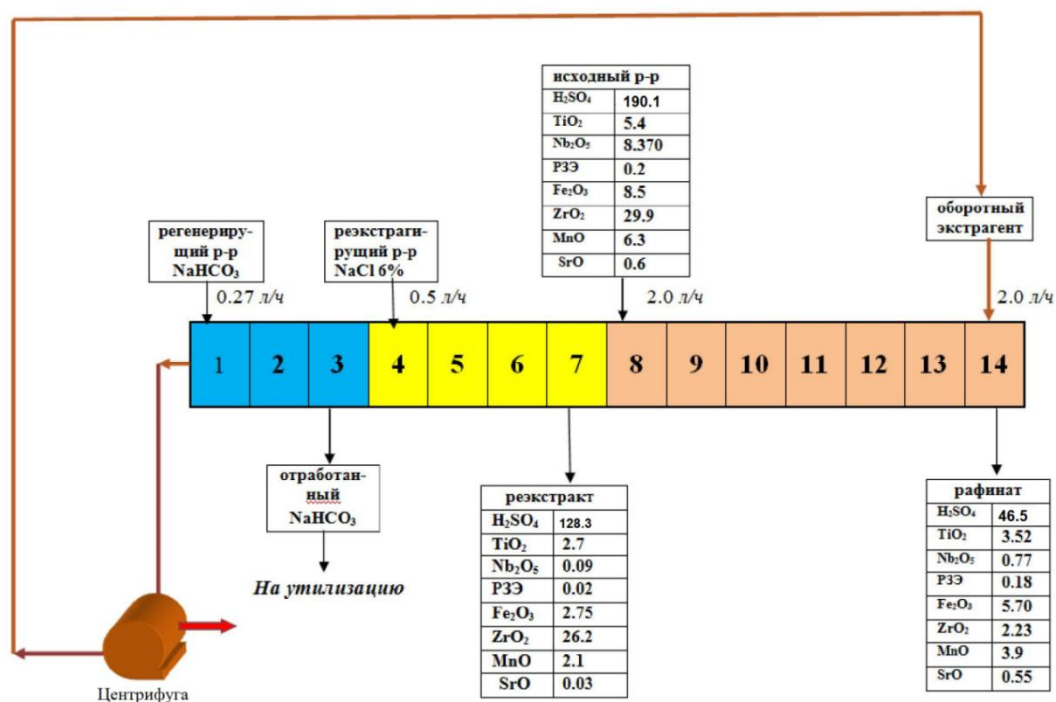 исходный р-р
H₂SO₄ 190.1
TiO₂ 5.4
Nb₂O₅ 8.370
РЗЭ 0.2
Fe₂O₃ 8.5
ZrO₂ 29.9
MnO 6.3
SrO 0.6
оборотный
экстрагент
регенерирую-
щий р-р
NaHCO₃
реэкстраги-
рущий р-р
NaCl 6%
0.27 л/ч
0.5 л/ч
2.0 л/ч
2.0 л/ч
1 2 3 4 5 6 7 8 9 10 11 12 13 14
отработан-
ный
NaHCO₃
На утилизацию
реэкстракт
H₂SO₄ 128.3
TiO₂ 2.7
Nb₂O₅ 0.09
РЗЭ 0.02
Fe₂O₃ 2.75
ZrO₂ 26.2
MnO 2.1
SrO 0.03
рафинат
H₂SO₄ 46.5
TiO₂ 3.52
Nb₂O₅ 0.77
РЗЭ 0.18
Fe₂O₃ 5.70
ZrO₂ 2.23
MnO 3.9
SrO 0.55
Центрифуга